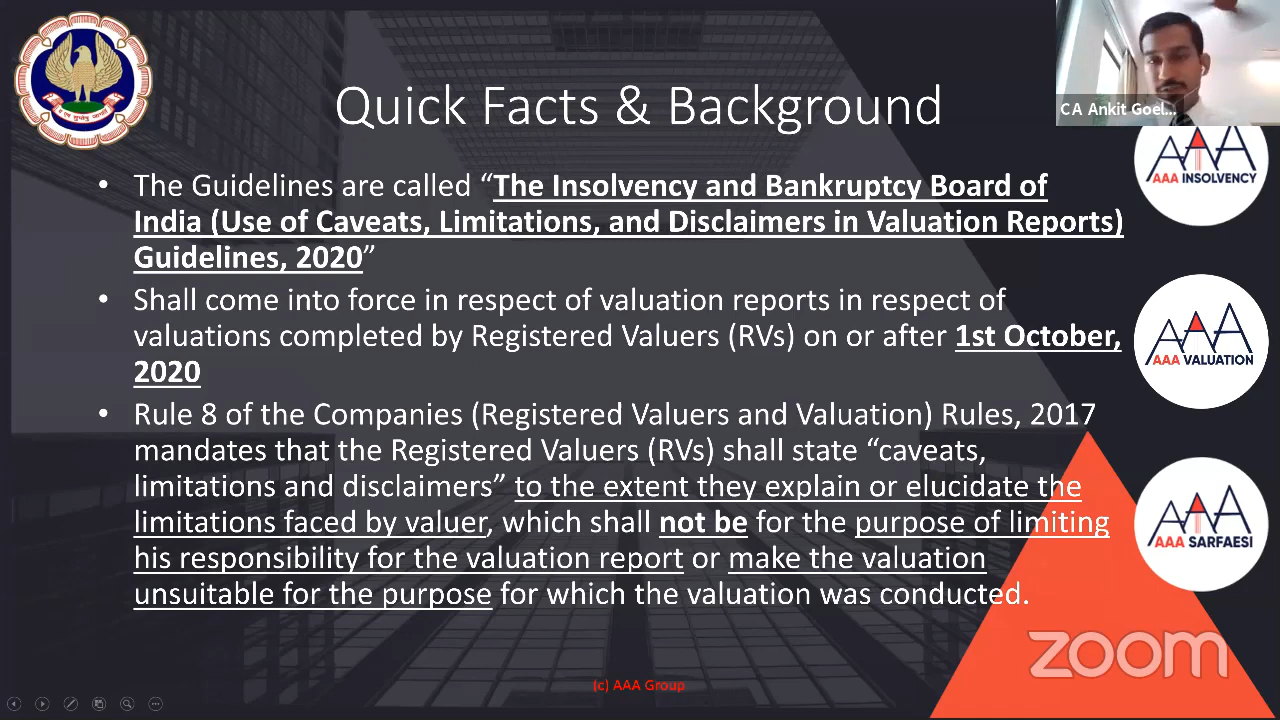 Quick Facts & Background
CA Ankit Goel...
• The Guidelines are called “The Insolvency and Bankruptcy Board of
India (Use of Caveats, Limitations, and Disclaimers in Valuation Reports)
Guidelines, 2020”
• Shall come into force in respect of valuation reports in respect of
valuations completed by Registered Valuers (RVs) on or after 1st October,
2020
• Rule 8 of the Companies (Registered Valuers and Valuation) Rules, 2017
mandates that the Registered Valuers (RVs) shall state “caveats,
limitations and disclaimers” to the extent they explain or elucidate the
limitations faced by valuer, which shall not be for the purpose of limiting
his responsibility for the valuation report or make the valuation
unsuitable for the purpose for which the valuation was conducted.
AAA
AAA INSOLVENCY
AAA
AAA VALUATION
AAA
AAA SARFAESI
zoom
(c) AAA Group